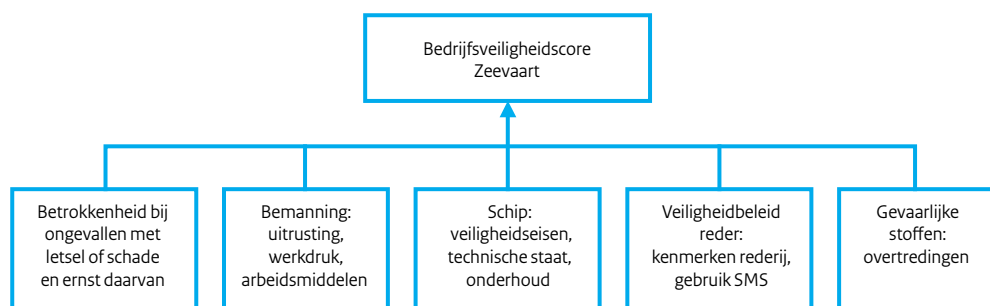 Bedrijfsveiligheidscore
Zeevaart
Betrokkenheid bij
ongevallen met
letsel of schade
en ernst daarvan
Bemanning:
uitrusting,
werkdruk,
arbeidsmiddelen
Schip:
veiligheidseisen,
technische staat,
onderhoud
Veiligheidbeleid
reder:
kenmerken rederij,
gebruik SMS
Gevaarlijke
stoffen:
overtredingen